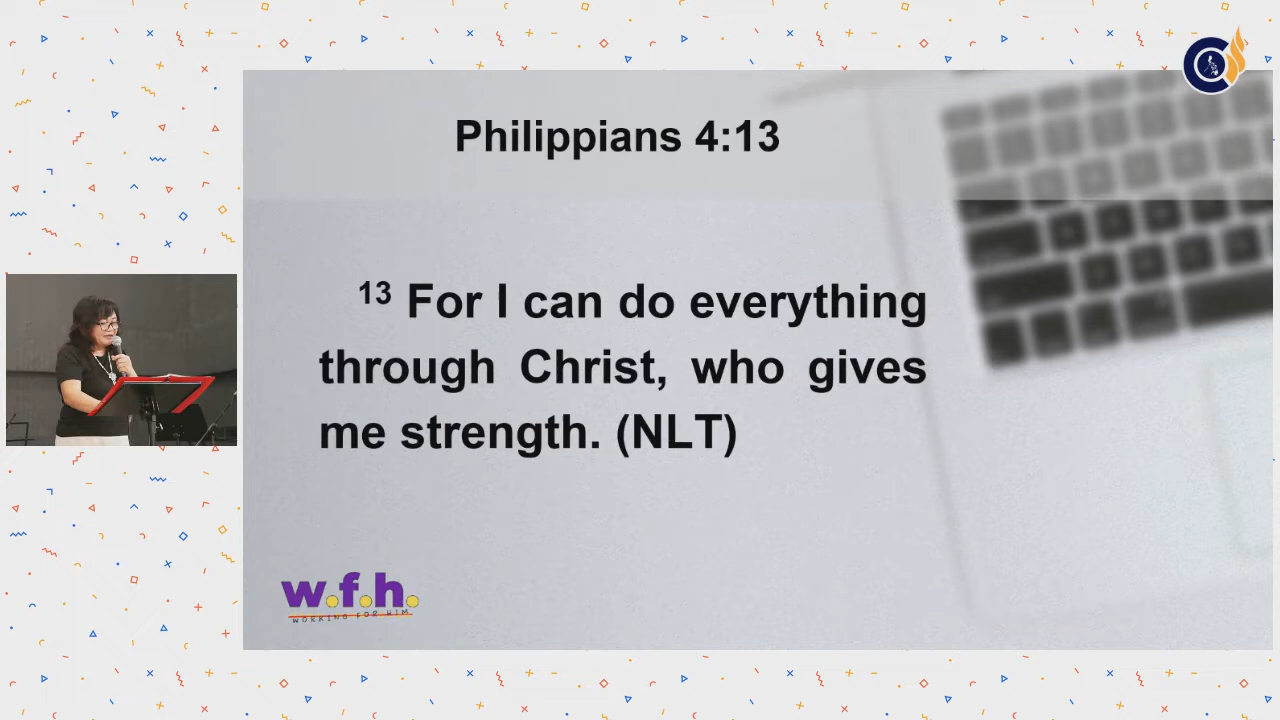 Philippians 4:13
13 For I can do everything
through Christ, who gives
me strength. (NLT)
w.f.h.
WORKING FOR HIM